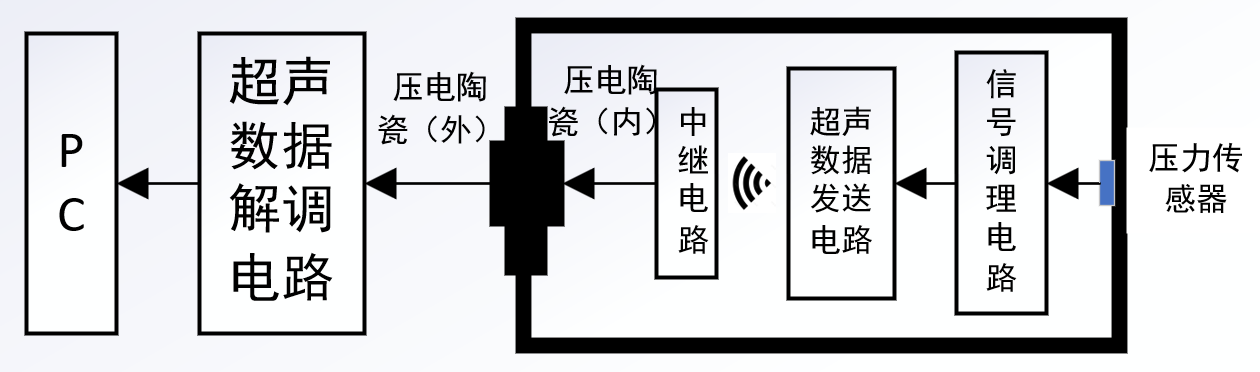 P
C
超声
数据
解调
电路
压电陶
瓷（外）
压电陶
瓷（内）
中
继
电
路
超声
数据
发送
电路
信
号
调
理
电
路
压力传
感器